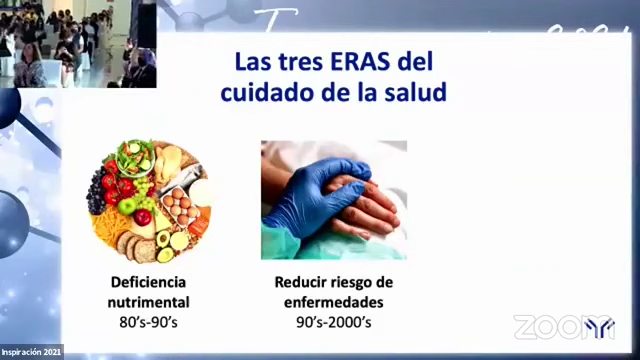 Las tres ERAS del
cuidado de la salud
Deficiencia
nutrimental
80's-90's
Reducir riesgo de
enfermedades
90's-2000's
zoom
Inspiración 2021